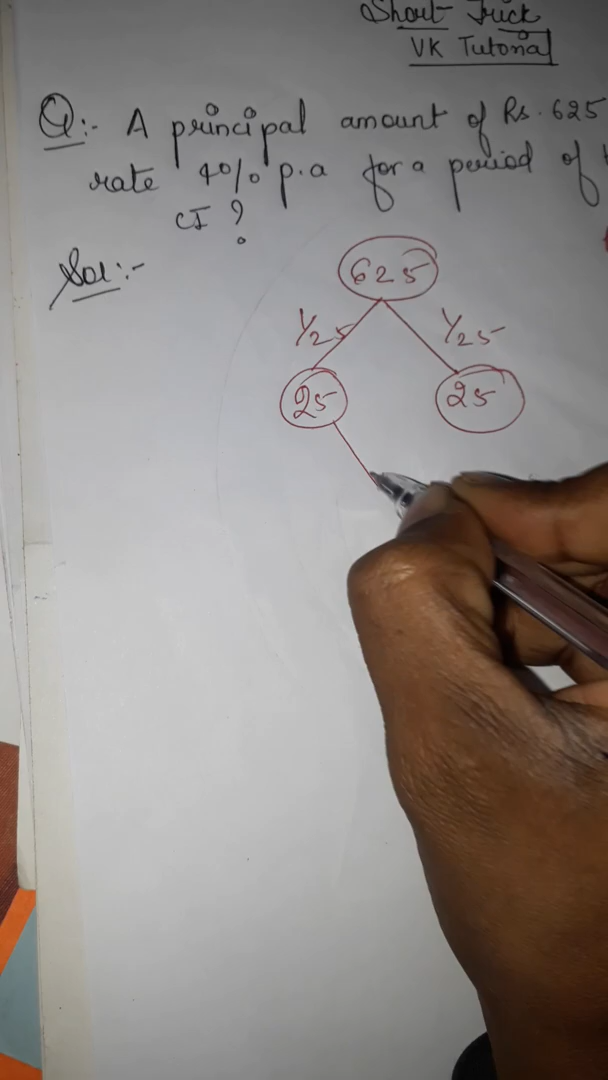 Short Trick
VK Tutorial
Q:- A principal amount of Rs. 625
rate 4% p.a for a period of
CI ?
Sol:-
625
1/25 1/25
25 25